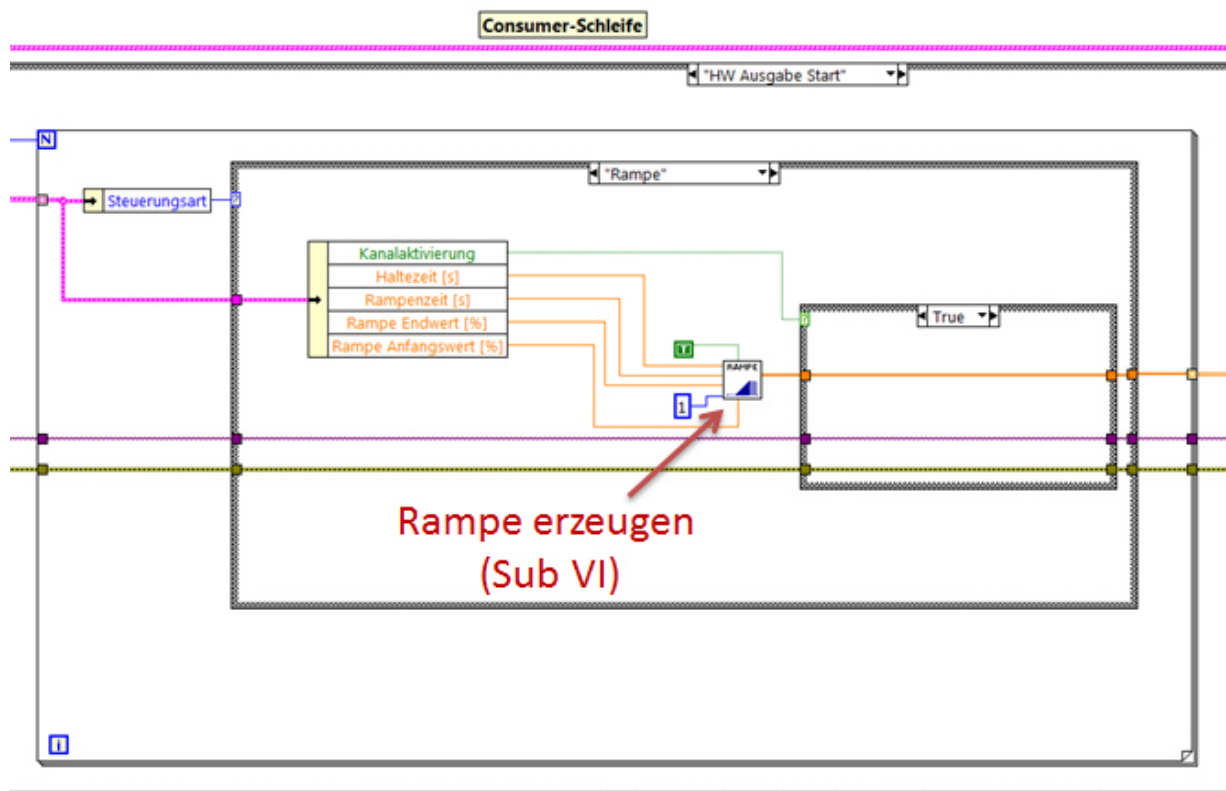 Consumer-Schleife
"HW Ausgabe Start"
N
"Rampe"
Steuerungsart
?
Kanalaktivierung
Haltezeit [s]
Rampenzeit [s]
Rampe Endwert [%]
Rampe Anfangswert [%]
?
True
T
RAMPE
1
Rampe erzeugen
(Sub VI)
i